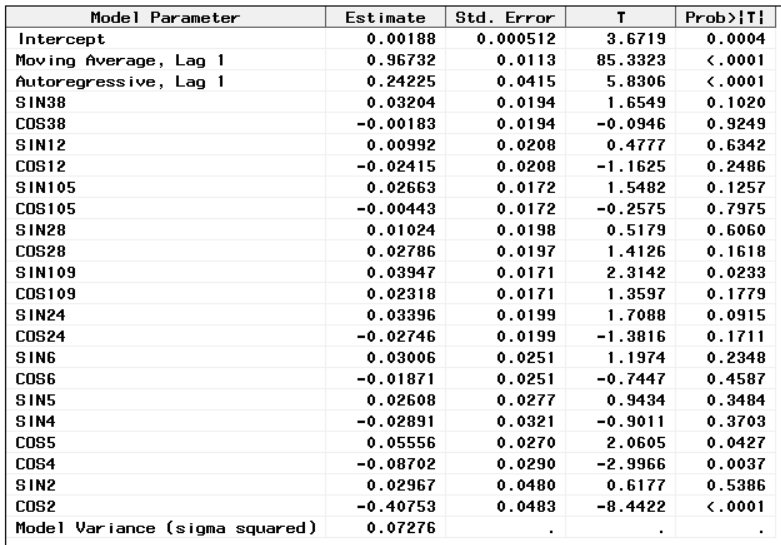 Model Parameter Estimate Std. Error T Prob>|T|
Intercept 0.00188 0.000512 3.6719 0.0004
Moving Average, Lag 1 0.96732 0.0113 85.3323 <.0001
Autoregressive, Lag 1 0.24225 0.0415 5.8306 <.0001
SIN38 0.03204 0.0194 1.6549 0.1020
COS38 -0.00183 0.0194 -0.0946 0.9249
SIN12 0.00992 0.0208 0.4777 0.6342
COS12 -0.02415 0.0208 -1.1625 0.2486
SIN105 0.02663 0.0172 1.5482 0.1257
COS105 -0.00443 0.0172 -0.2575 0.7975
SIN28 0.01024 0.0198 0.5179 0.6060
COS28 0.02786 0.0197 1.4126 0.1618
SIN109 0.03947 0.0171 2.3142 0.0233
COS109 0.02318 0.0171 1.3597 0.1779
SIN24 0.03396 0.0199 1.7088 0.0915
COS24 -0.02746 0.0199 -1.3816 0.1711
SIN6 0.03006 0.0251 1.1974 0.2348
COS6 -0.01871 0.0251 -0.7447 0.4587
SIN5 0.02608 0.0277 0.9434 0.3484
SIN4 -0.02891 0.0321 -0.9011 0.3703
COS5 0.05556 0.0270 2.0605 0.0427
COS4 -0.08702 0.0290 -2.9966 0.0037
SIN2 0.02967 0.0480 0.6177 0.5386
COS2 -0.40753 0.0483 -8.4422 <.0001
Model Variance (sigma squared) 0.07276 . . .